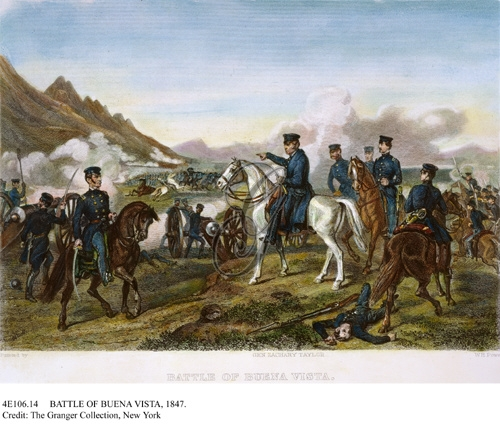 GEN ZACHARY TAYLOR
BATTLE OF BUENA VISTA.
4E106.14 BATTLE OF BUENA VISTA, 1847.
Credit: The Granger Collection, New York